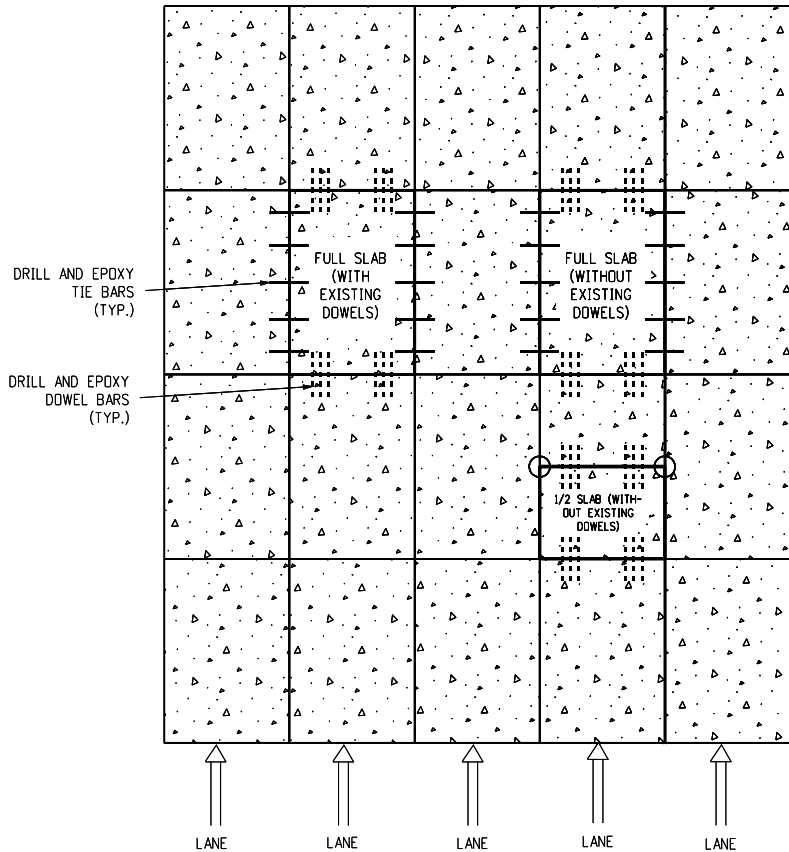 FULL SLAB
(WITH
EXISTING
DOWELS)
FULL SLAB
(WITHOUT
EXISTING
DOWELS)
DRILL AND EPOXY
TIE BARS
(TYP.)
DRILL AND EPOXY
DOWEL BARS
(TYP.)
1/2 SLAB (WITH-
OUT EXISTING
DOWELS)
LANE
LANE
LANE
LANE
LANE